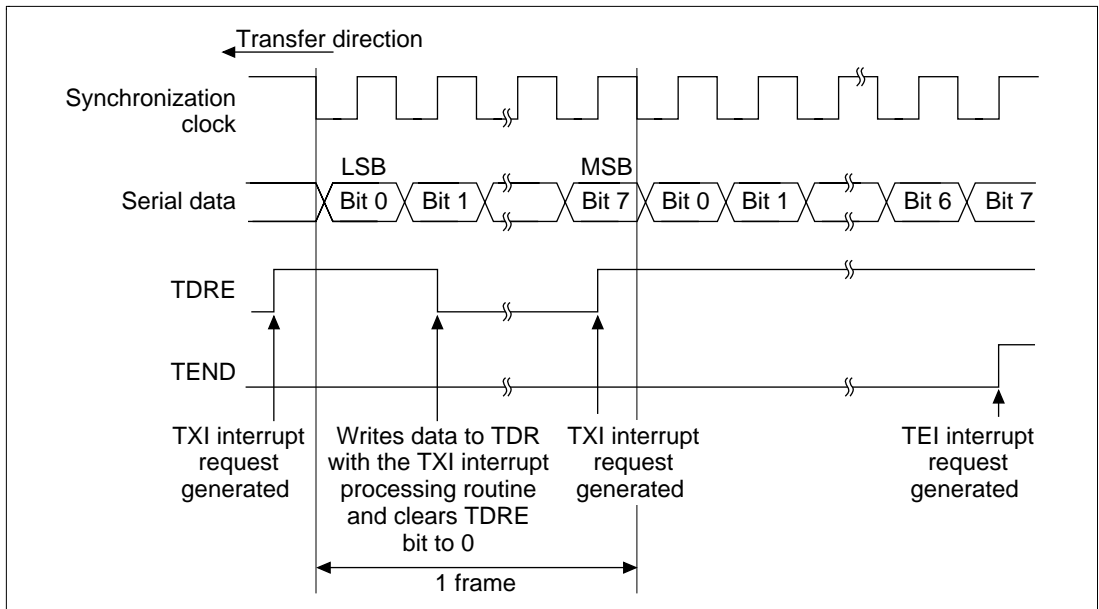 Transfer direction
Synchronization
clock
LSB
MSB
Serial data
Bit 0
Bit 1
Bit 7
Bit 0
Bit 1
Bit 6
Bit 7
TDRE
TEND
TXI interrupt
request
generated
Writes data to TDR
with the TXI interrupt
processing routine
and clears TDRE
bit to 0
TXI interrupt
request
generated
TEI interrupt
request
generated
1 frame